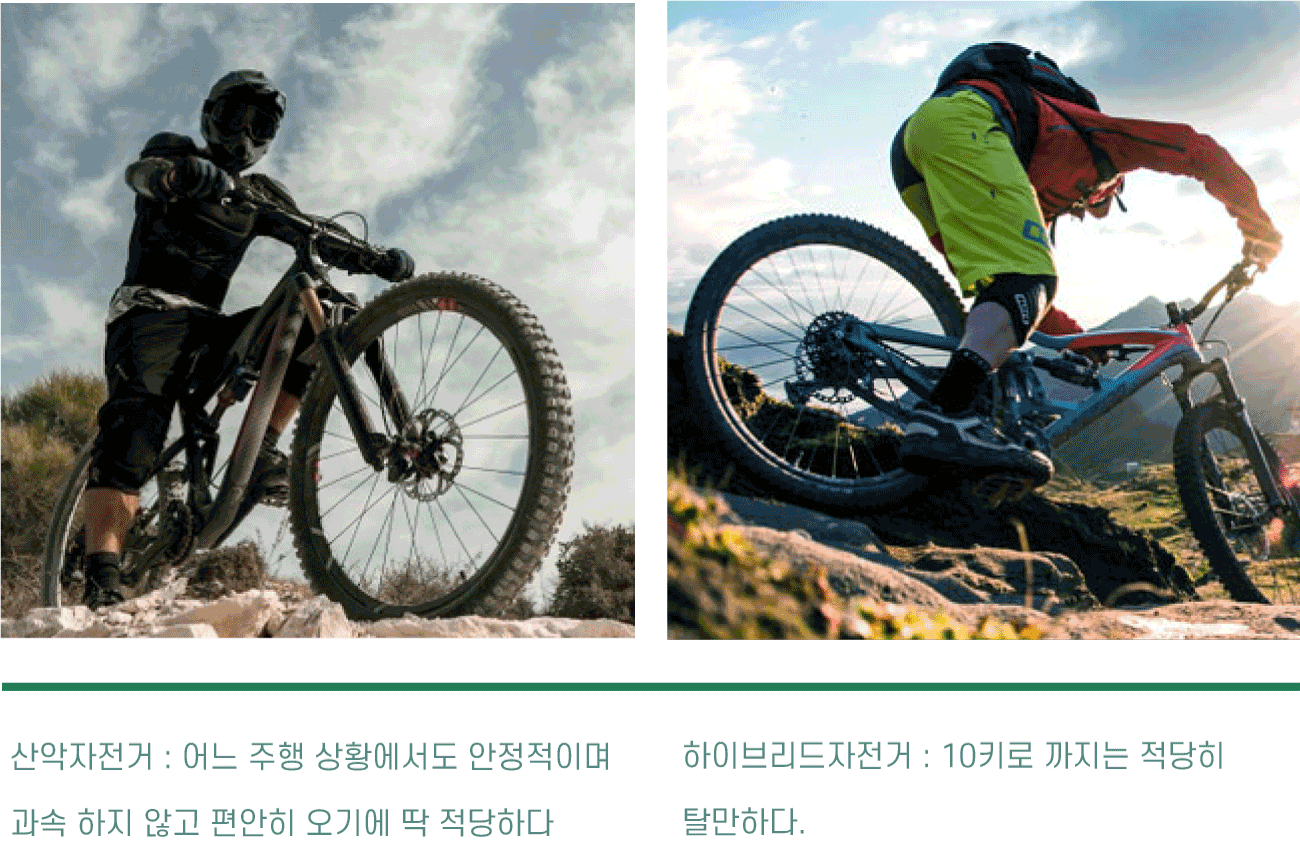 산악자전거 : 어느 주행 상황에서도 안정적이며
과속 하지 않고 편안히 오기에 딱 적당하다
하이브리드자전거 : 10키로 까지는 적당히
탈만하다.